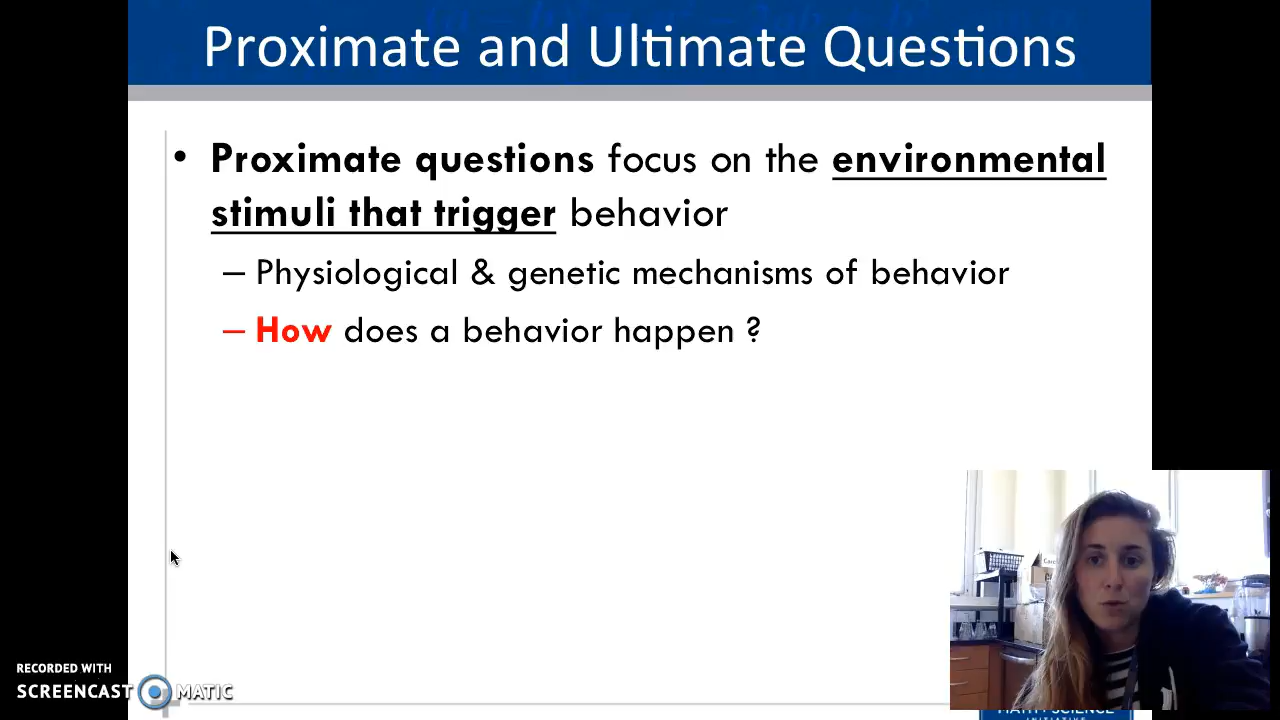 Proximate and Ultimate Questions
• Proximate questions focus on the environmental
stimuli that trigger behavior
– Physiological & genetic mechanisms of behavior
– How does a behavior happen ?
RECORDED WITH
SCREENCAST MATIC
INITIATIVE